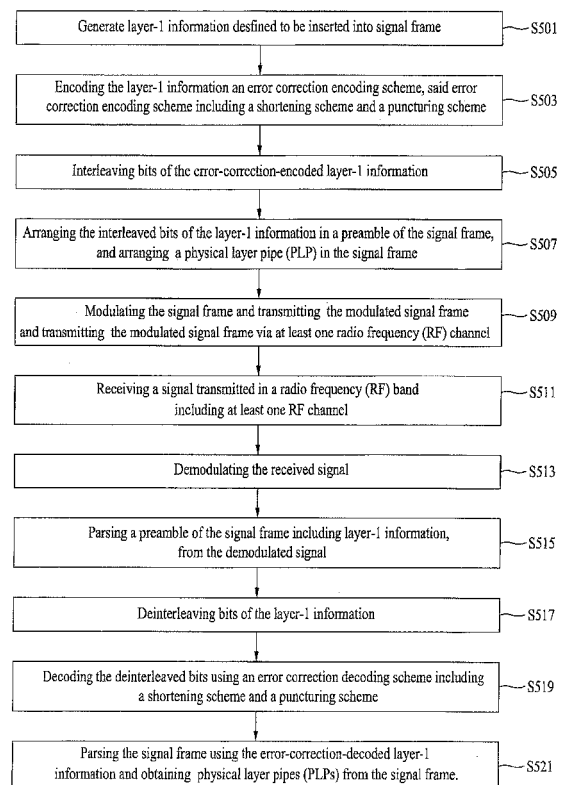 Generate layer-1 information desfined to be inserted into signal frame
S501
Encoding the layer-1 information an error correction encoding scheme, said error
correction encoding scheme including a shortening scheme and a puncturing scheme
S503
Interleaving bits of the error-correction-encoded layer-1 information
S505
Arranging the interleaved bits of the layer-1 information in a preamble of the signal frame,
and arranging a physical layer pipe (PLP) in the signal frame
S507
Modulating the signal frame and transmitting the modulated signal frame
and transmitting the modulated signal frame via at least one radio frequency (RF) channel
S509
Receiving a signal transmitted in a radio frequency (RF) band
including at least one RF channel
S511
Demodulating the received signal
S513
Parsing a preamble of the signal frame including layer-1 information,
from the demodulated signal
S515
Deinterleaving bits of the layer-1 information
S517
Decoding the deinterleaved bits using an error correction decoding scheme including
a shortening scheme and a puncturing scheme
S519
Parsing the signal frame using the error-correction-decoded layer-1
information and obtaining physical layer pipes (PLPs) from the signal frame.
S521